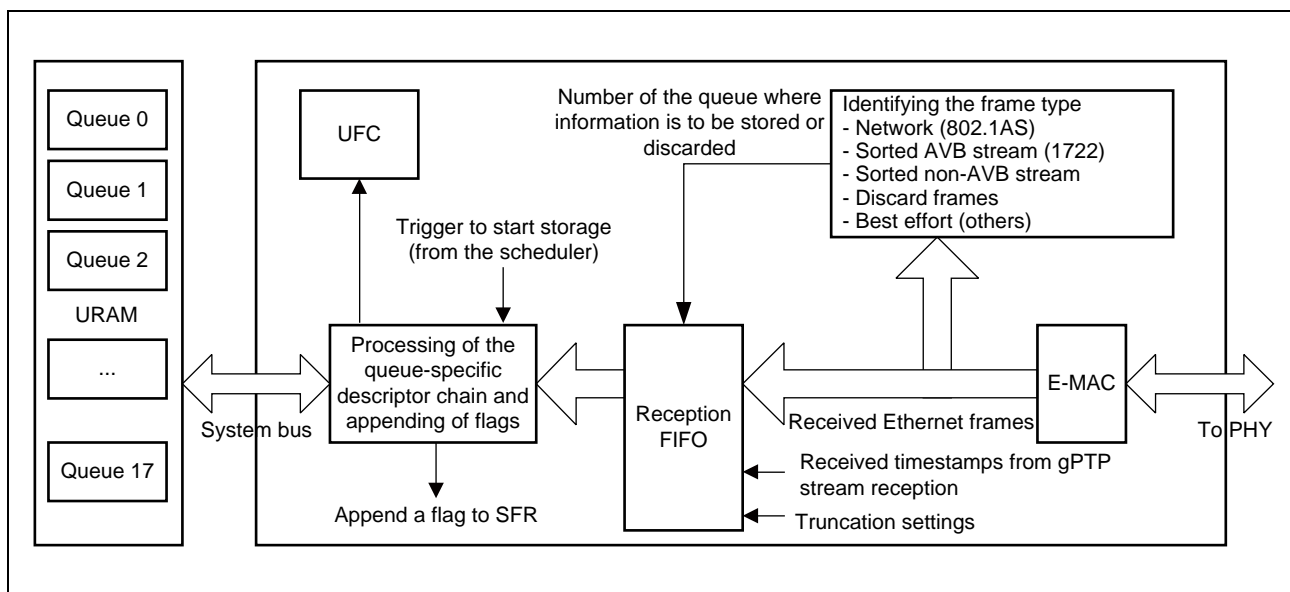 Queue 0
Queue 1
Queue 2
URAM
...
Queue 17
System bus
UFC
Trigger to start storage
(from the scheduler)
Processing of the
queue-specific
descriptor chain and
appending of flags
Append a flag to SFR
Number of the queue where
information is to be stored or
discarded
Reception
FIFO
Identifying the frame type
- Network (802.1AS)
- Sorted AVB stream (1722)
- Sorted non-AVB stream
- Discard frames
- Best effort (others)
E-MAC
Received Ethernet frames
To PHY
Received timestamps from gPTP
stream reception
Truncation settings